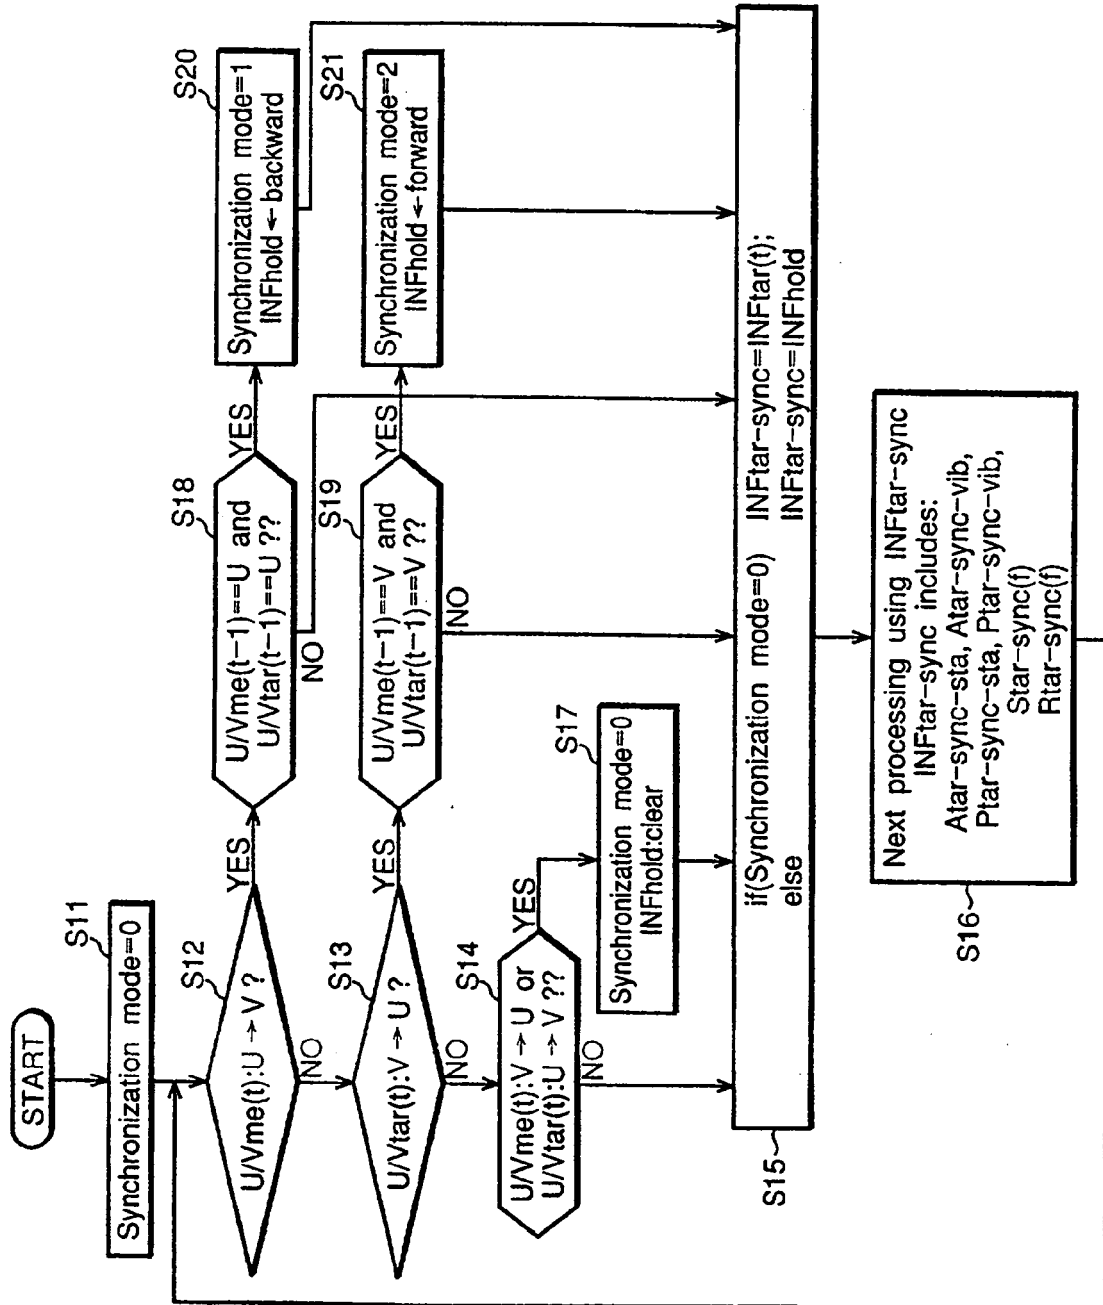 START
S11
Synchronization mode=0
S12
U/Vme(t):U → V ?
YES
NO
S18
U/Vme(t-1)==U and
U/Vtar(t-1)==U ??
YES
NO
S20
Synchronization mode=1
INFhold←backward
S13
U/Vtar(t):V → U ?
YES
NO
S19
U/Vme(t-1)==V and
U/Vtar(t-1)==V ??
YES
NO
S21
Synchronization mode=2
INFhold←forward
S14
U/Vme(t):V → U or
U/Vtar(t):U → V ??
YES
NO
S17
Synchronization mode=0
INFhold:clear
S15
if(Synchronization mode=0) INFtar-sync=INFtar(t);
else INFtar-sync=INFhold
S16
Next processing using INFtar-sync
INFtar-sync includes:
Atar-sync-sta, Atar-sync-vib,
Ptar-sync-sta, Ptar-sync-vib,
Star-sync(f)
Rtar-sync(f)